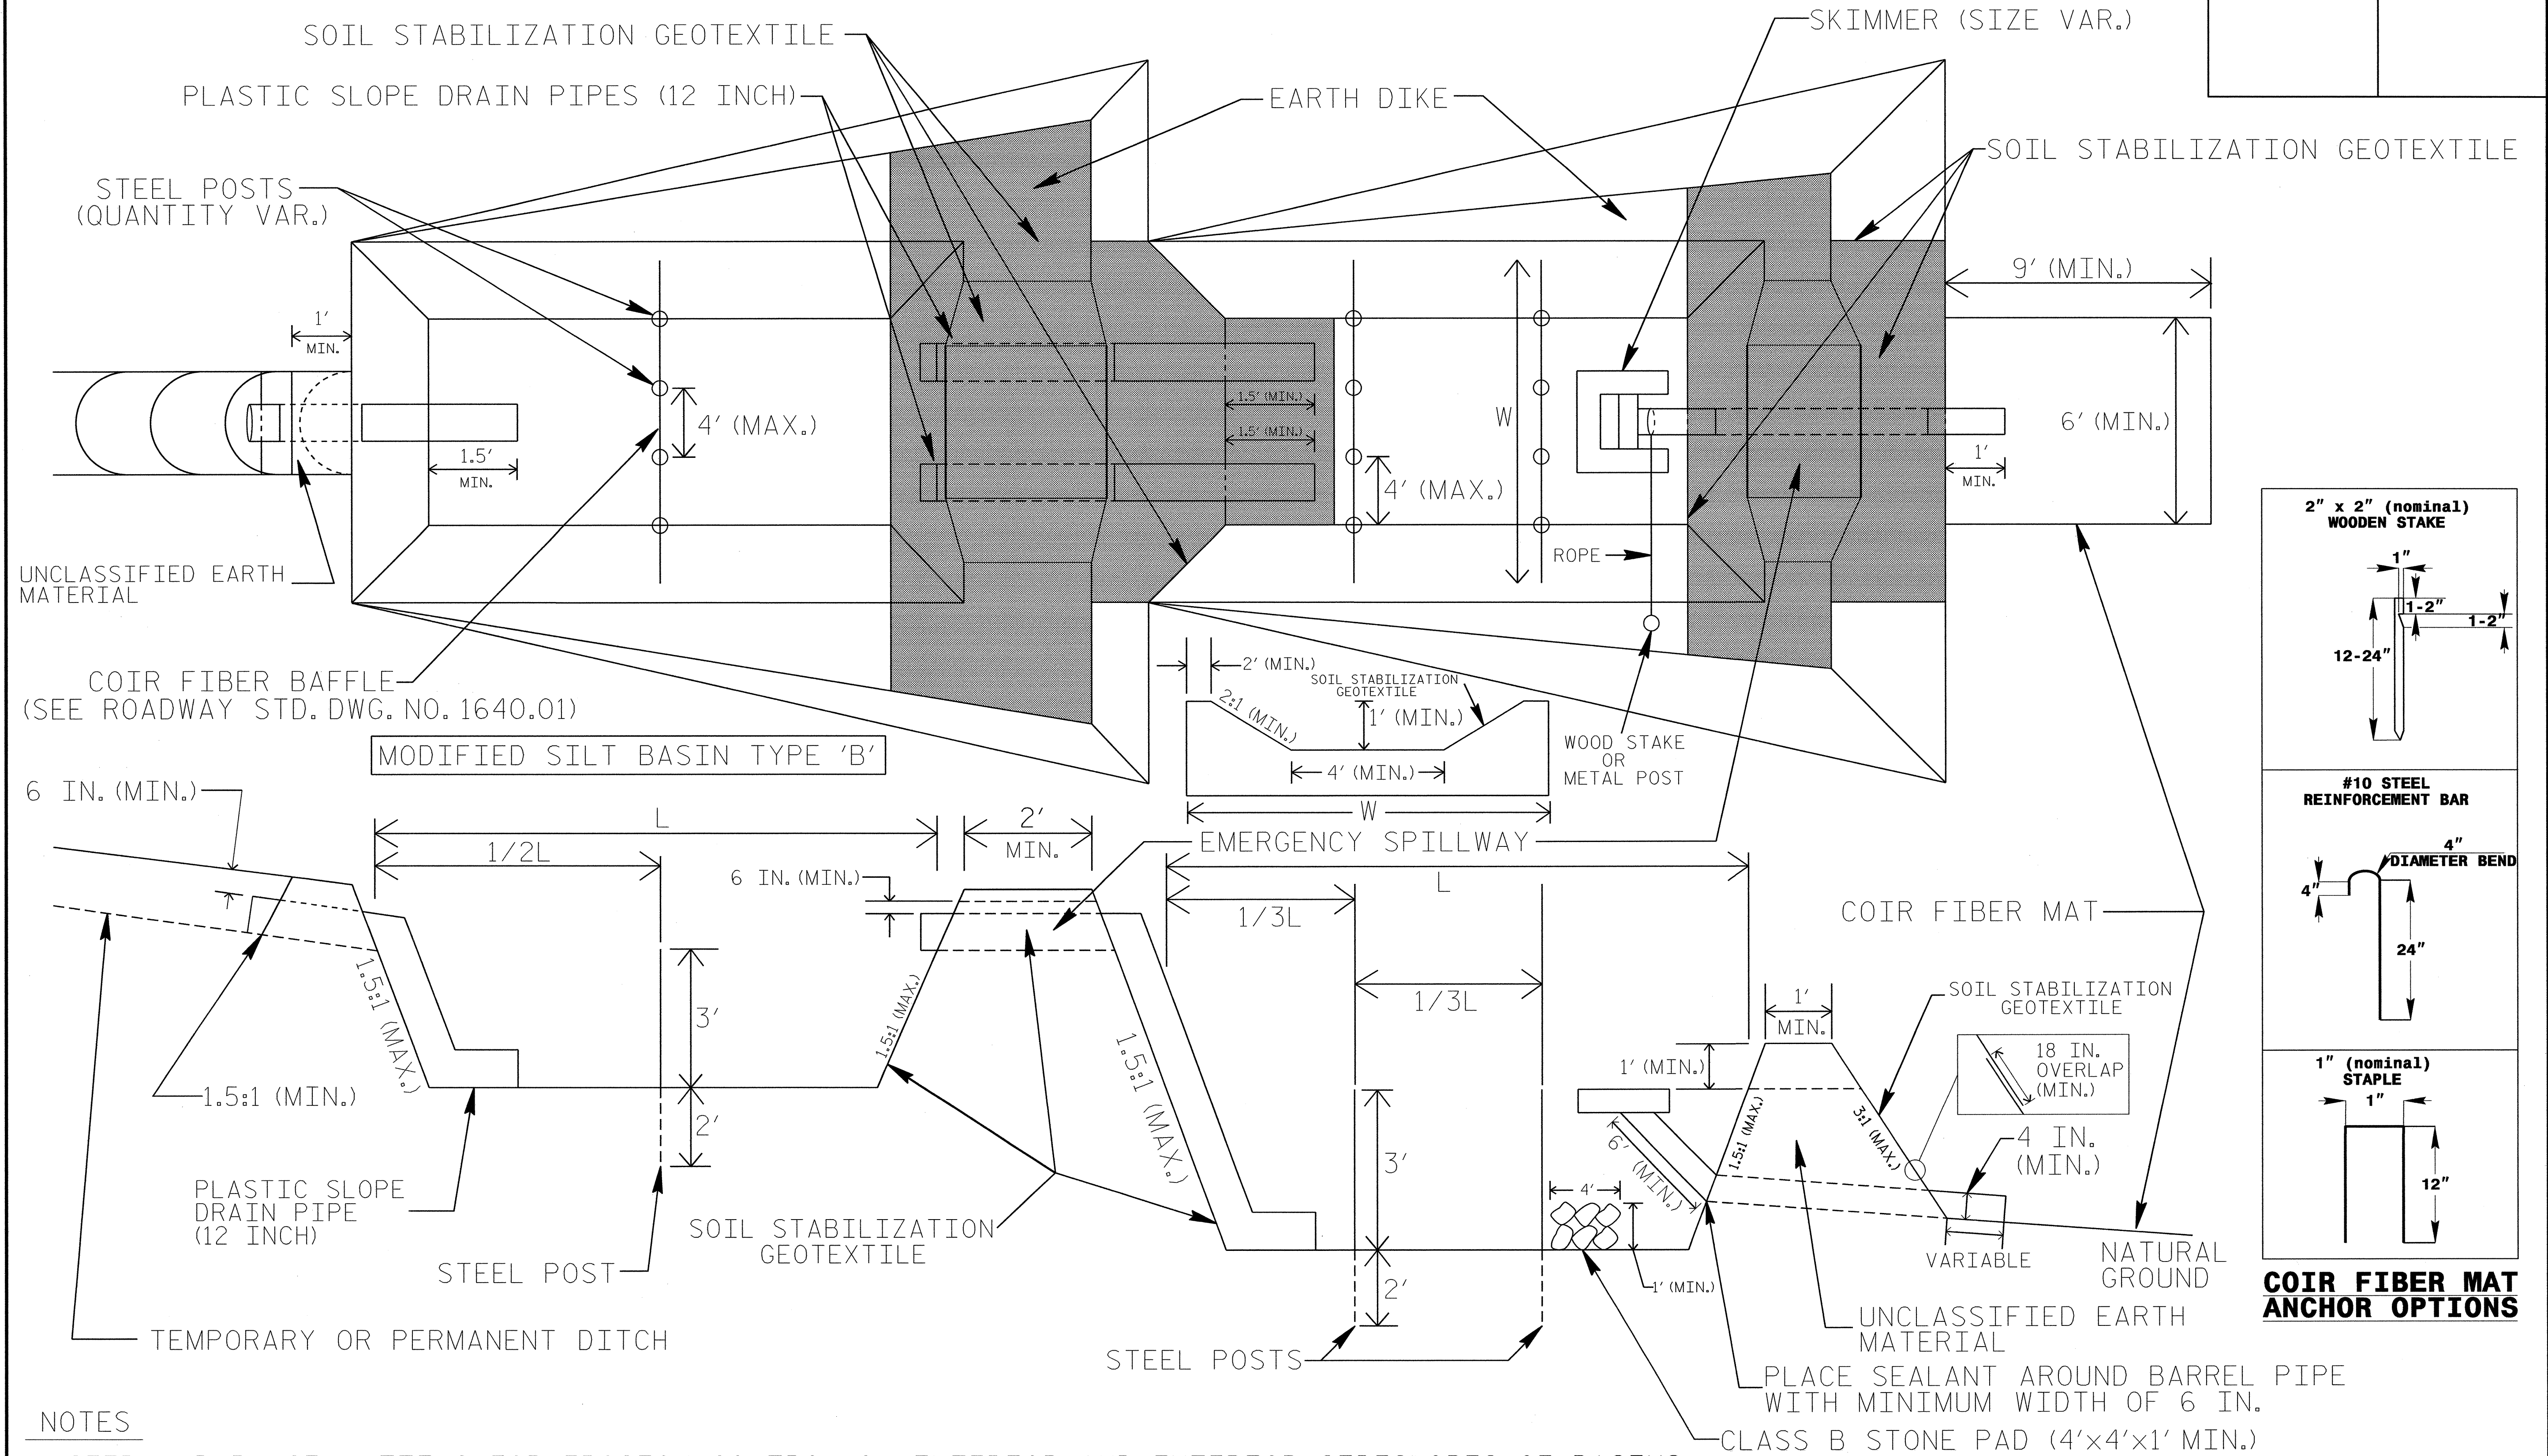 SOIL STABILIZATION GEOTEXTILE
SKIMMER (SIZE VAR.)
PLASTIC SLOPE DRAIN PIPES (12 INCH)
EARTH DIKE
SOIL STABILIZATION GEOTEXTILE
STEEL POSTS
(QUANTITY VAR.)
9' (MIN.)
1'
MIN.
4' (MAX.)
1.5'
MIN.
1.5' (MIN.)
1.5' (MIN.)
4' (MAX.)
W
6' (MIN.)
1'
MIN.
ROPE
UNCLASSIFIED EARTH
MATERIAL
COIR FIBER BAFFLE
(SEE ROADWAY STD. DWG. NO. 1640.01)
MODIFIED SILT BASIN TYPE 'B'
2' (MIN.)
SOIL STABILIZATION
GEOTEXTILE
2:1 (MIN.)
1' (MIN.)
4' (MIN.)
W
WOOD STAKE
OR
METAL POST
2" x 2" (nominal)
WOODEN STAKE
1"
1-2"
1-2"
12-24"
#10 STEEL
REINFORCEMENT BAR
4"
DIAMETER BEND
4"
24"
1" (nominal)
STAPLE
1"
12"
COIR FIBER MAT
ANCHOR OPTIONS
6 IN. (MIN.)
L
1/2L
2'
MIN.
6 IN. (MIN.)
EMERGENCY SPILLWAY
L
1/3L
1/3L
COIR FIBER MAT
1.5:1 (MAX.)
3'
2'
1.5:1 (MAX.)
1.5:1 (MAX.)
1.5:1 (MIN.)
PLASTIC SLOPE
DRAIN PIPE
(12 INCH)
STEEL POST
SOIL STABILIZATION
GEOTEXTILE
TEMPORARY OR PERMANENT DITCH
3'
2'
STEEL POSTS
1'
MIN.
1' (MIN.)
6' (MIN.)
1.5:1 (MAX.)
3:1 (MAX.)
SOIL STABILIZATION
GEOTEXTILE
18 IN.
OVERLAP
(MIN.)
4 IN.
(MIN.)
4'
1' (MIN.)
VARIABLE
NATURAL
GROUND
UNCLASSIFIED EARTH
MATERIAL
PLACE SEALANT AROUND BARREL PIPE
WITH MINIMUM WIDTH OF 6 IN.
CLASS B STONE PAD (4'x4'x1' MIN.)
NOTES